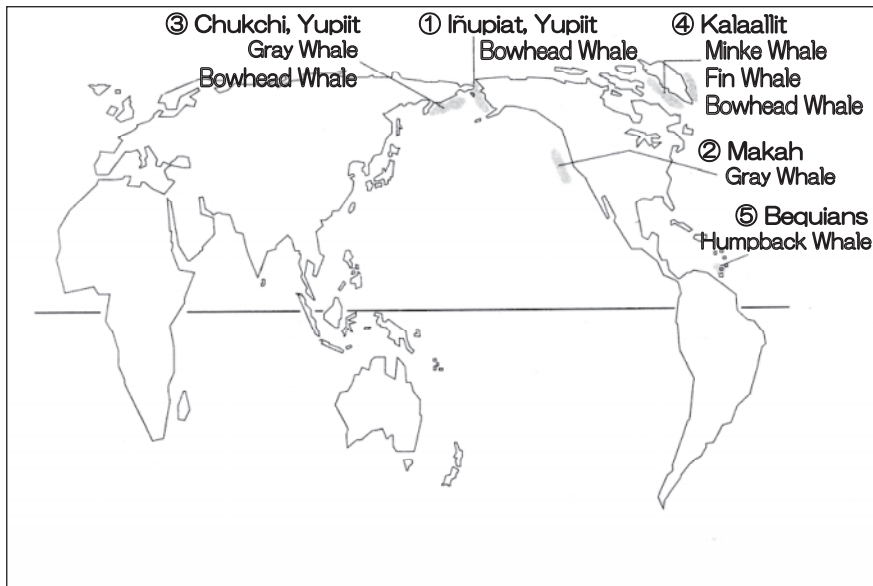 ③ Chukchi, Yupiit
Gray Whale
Bowhead Whale
① Iñupiat, Yupiit
Bowhead Whale
④ Kalaallit
Minke Whale
Fin Whale
Bowhead Whale
② Makah
Gray Whale
⑤ Bequians
Humpback Whale